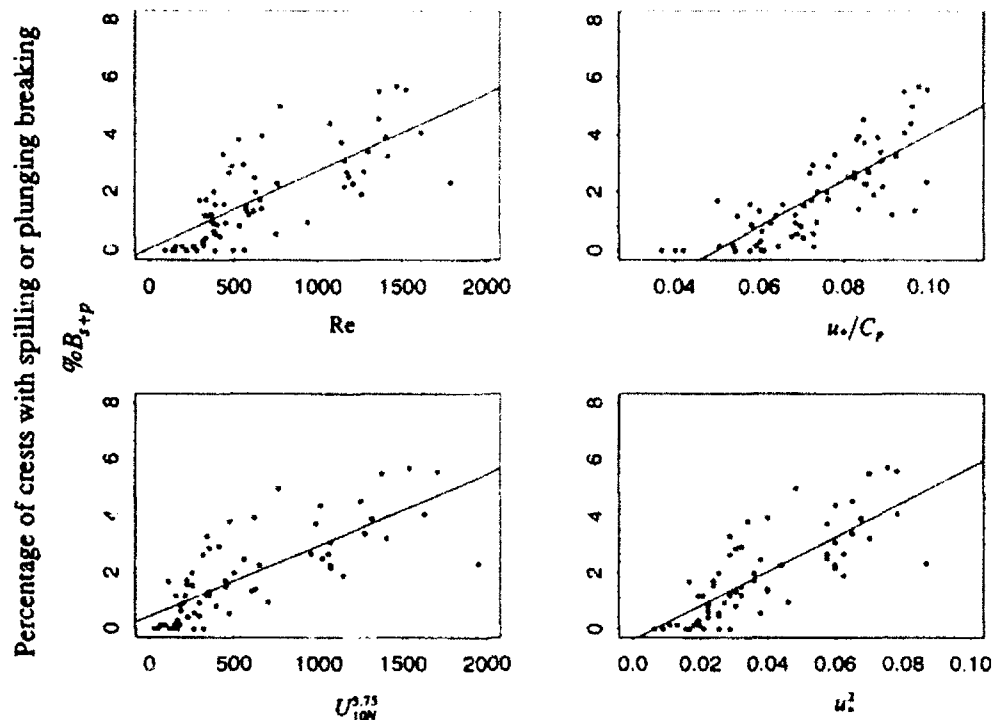 Percentage of crests with spilling or plunging breaking
%B_{s+p}
8
6
4
2
0
0 500 1000 1500 2000
Re
8
6
4
2
0
0.04 0.06 0.08 0.10
u_*/C_p
8
6
4
2
0
0 500 1000 1500 2000
U_{10N}^{3.75}
8
6
4
2
0
0.0 0.02 0.04 0.06 0.08 0.10
u_*^2